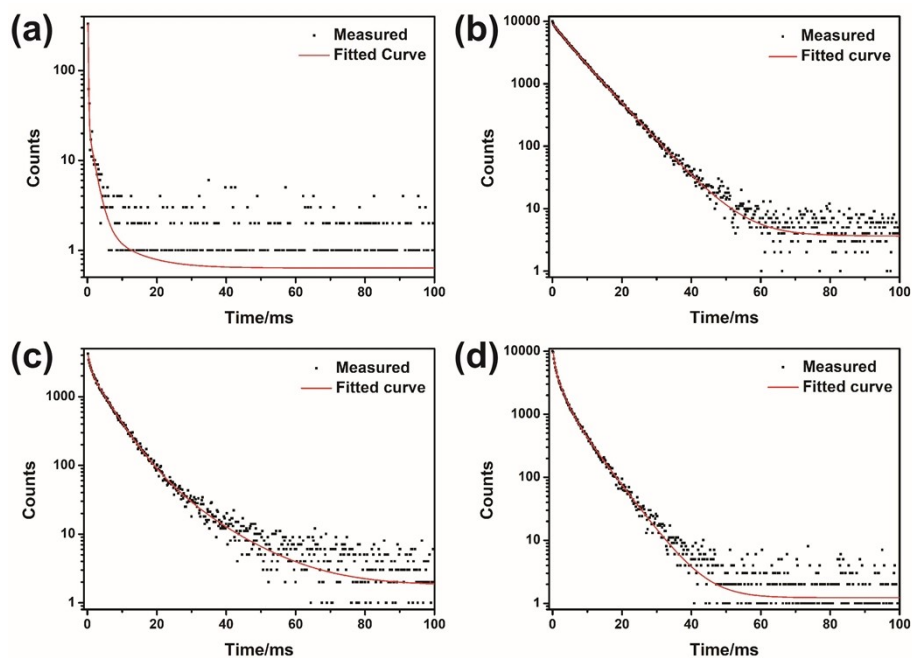 (a)
Measured
Fitted Curve
100
10
1
Counts
0 20 40 60 80 100
Time/ms
(b)
Measured
Fitted curve
10000
1000
100
10
1
Counts
0 20 40 60 80 100
Time/ms
(c)
Measured
Fitted curve
1000
100
10
1
Counts
0 20 40 60 80 100
Time/ms
(d)
Measured
Fitted curve
10000
1000
100
10
1
Counts
0 20 40 60 80 100
Time/ms